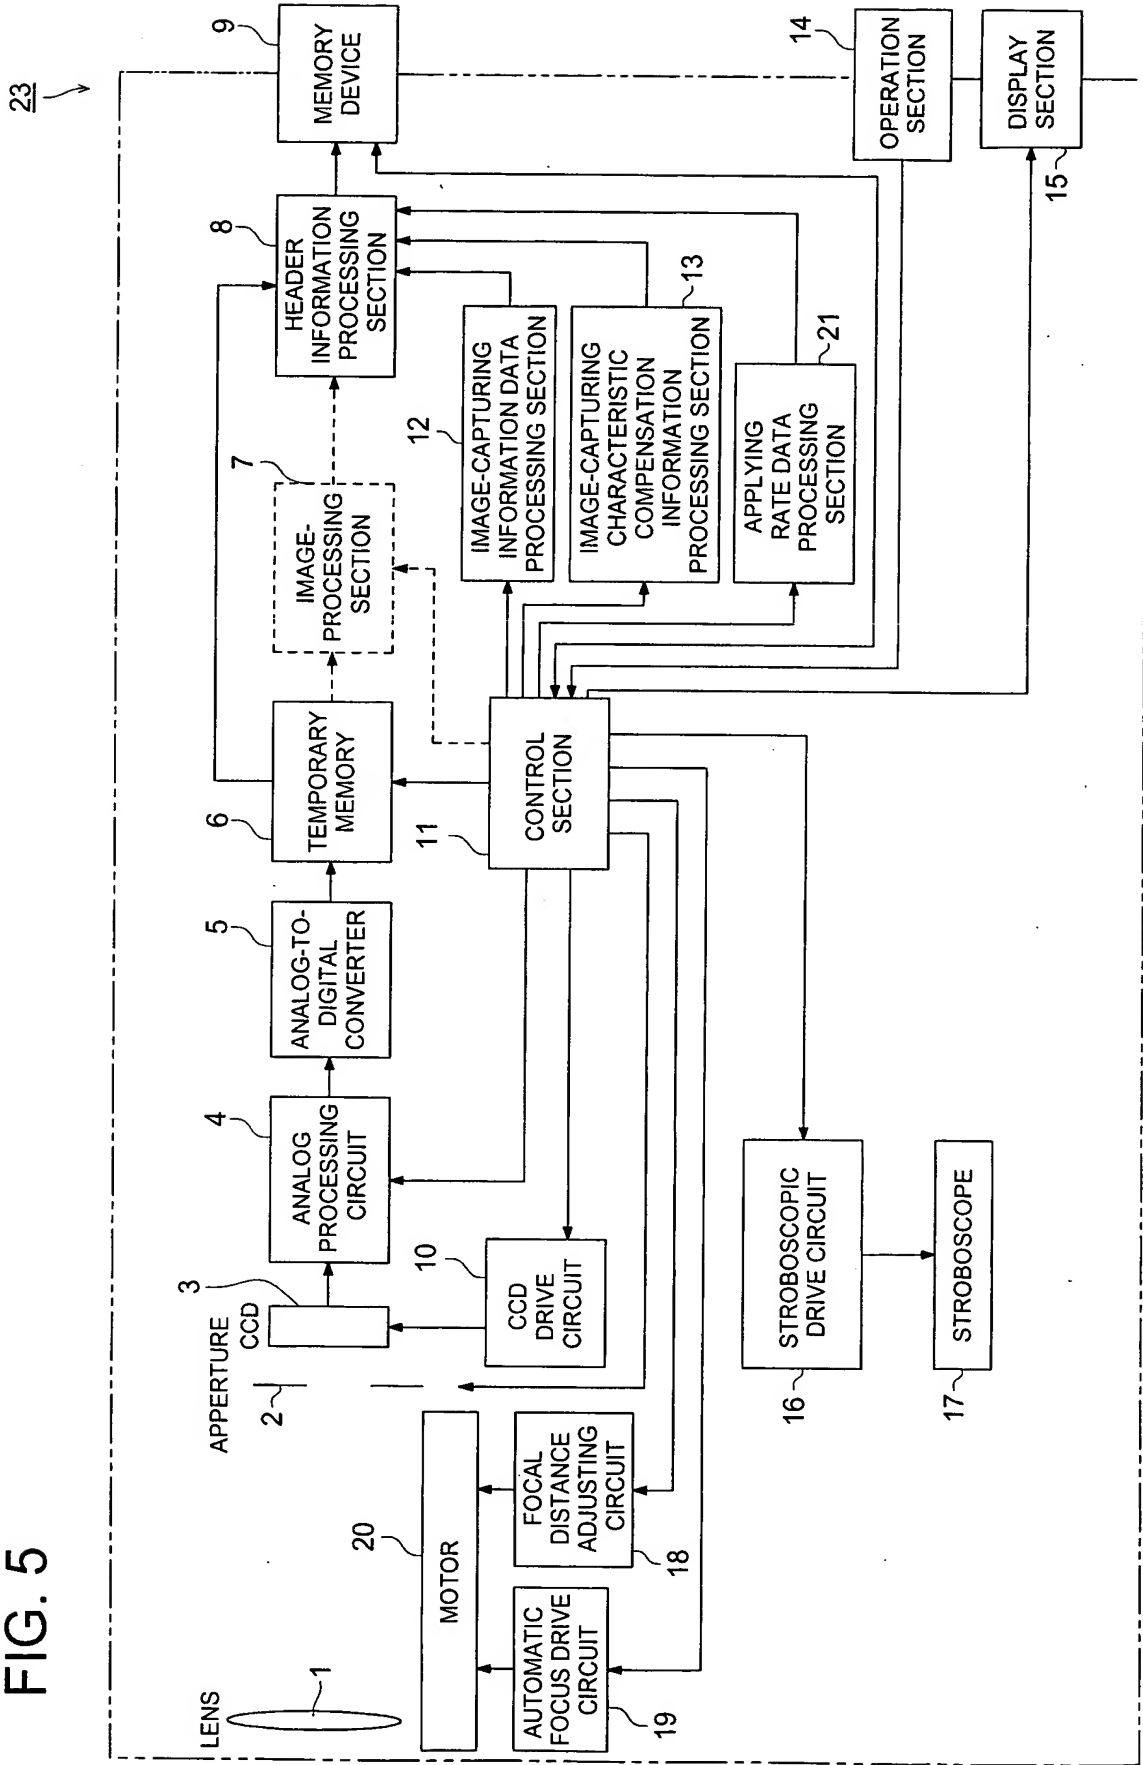 FIG. 5
23
LENS
1
APPERTURE
2
CCD
3
4
ANALOG
PROCESSING
CIRCUIT
5
ANALOG-TO-
DIGITAL
CONVERTER
6
TEMPORARY
MEMORY
7
IMAGE-
PROCESSING
SECTION
8
HEADER
INFORMATION
PROCESSING
SECTION
9
MEMORY
DEVICE
20
MOTOR
10
CCD
DRIVE
CIRCUIT
11
CONTROL
SECTION
12
IMAGE-CAPTURING
INFORMATION DATA
PROCESSING SECTION
IMAGE-CAPTURING
CHARACTERISTIC
COMPENSATION
INFORMATION
PROCESSING SECTION
13
APPLYING
RATE DATA
PROCESSING
SECTION
21
AUTOMATIC
FOCUS DRIVE
CIRCUIT
19
FOCAL
DISTANCE
ADJUSTING
CIRCUIT
18
STROBOSCOPIC
DRIVE CIRCUIT
16
STROBOSCOPE
17
14
OPERATION
SECTION
DISPLAY
SECTION
15